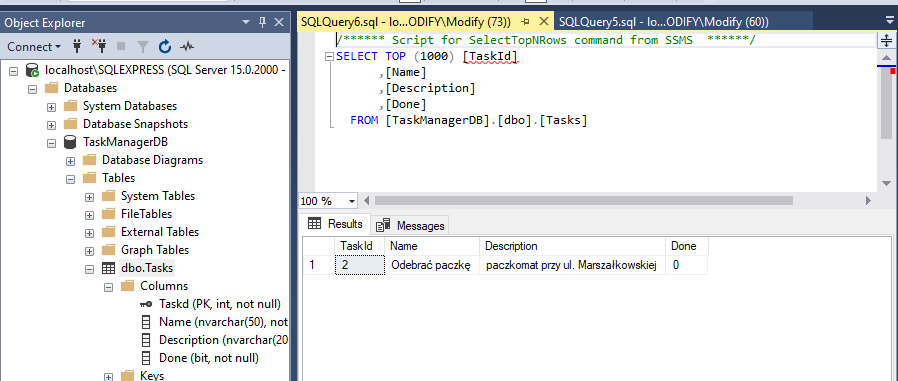 SQLQuery6.sql - lo...ODIFY\Modify (73))*
SQLQuery5.sql - lo...ODIFY\Modify (60))
Object Explorer
Connect
localhost\SQLEXPRESS (SQL Server 15.0.2000 -
Databases
System Databases
Database Snapshots
TaskManagerDB
Database Diagrams
Tables
System Tables
FileTables
External Tables
Graph Tables
dbo.Tasks
Columns
Taskd (PK, int, not null)
Name (nvarchar(50), not
Description (nvarchar(20
Done (bit, not null)
Keys
/****** Script for SelectTopNRows command from SSMS ******/
SELECT TOP (1000) [TaskId]
,[Name]
,[Description]
,[Done]
FROM [TaskManagerDB].[dbo].[Tasks]
100 %
Results Messages
TaskId Name Description Done
1 2 Odebrać paczkę paczkomat przy ul. Marszałkowskiej 0